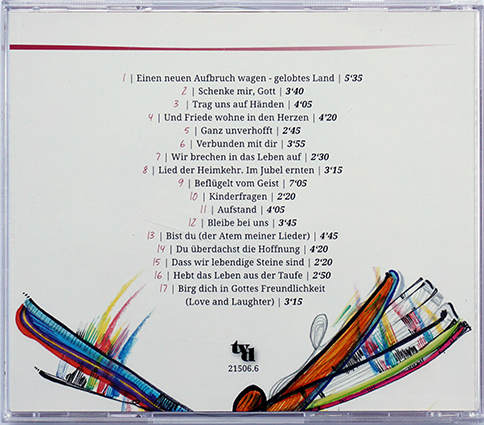 1 | Einen neuen Aufbruch wagen - gelobtes Land | 5‘35
2 | Schenke mir, Gott | 3‘40
3 | Trag uns auf Händen | 4‘05
4 | Und Friede wohne in den Herzen | 4‘20
5 | Ganz unverhofft | 2‘45
6 | Verbunden mit dir | 3‘55
7 | Wir brechen in das Leben auf | 2‘30
8 | Lied der Heimkehr. Im Jubel ernten | 3‘15
9 | Beflügelt vom Geist | 7‘05
10 | Kinderfragen | 2‘20
11 | Aufstand | 4‘05
12 | Bleibe bei uns | 3‘45
13 | Bist du (der Atem meiner Lieder) | 4‘45
14 | Du überdachst die Hoffnung | 4‘20
15 | Dass wir lebendige Steine sind | 2‘20
16 | Hebt das Leben aus der Taufe | 2‘50
17 | Birg dich in Gottes Freundlichkeit
(Love and Laughter) | 3‘15
tvd
21506.6